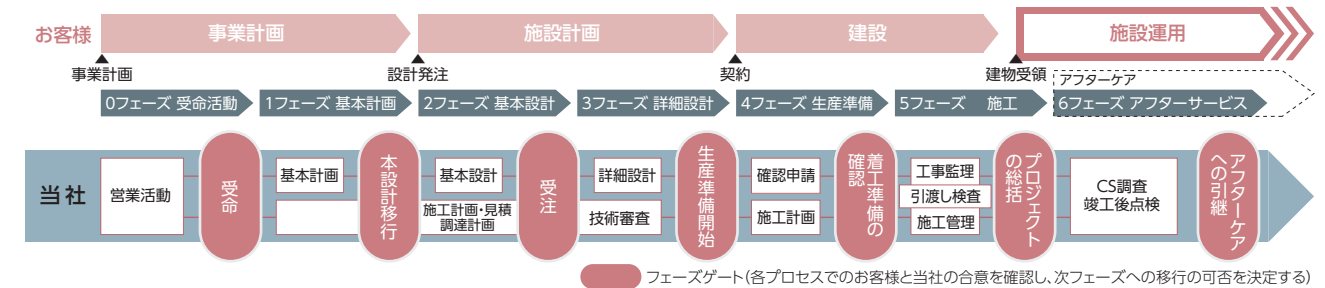 お客様
事業計画
施設計画
建設
施設運用
事業計画
設計発注
契約
建物受領
アフターケア
0フェーズ 受命活動
1フェーズ 基本計画
2フェーズ 基本設計
3フェーズ 詳細設計
4フェーズ 生産準備
5フェーズ 施工
6フェーズ アフターサービス
当社
営業活動
受命
基本計画
本設計移行
基本設計
施工計画・見積
調達計画
受注
詳細設計
技術審査
生産準備開始
確認申請
施工計画
着工準備の
確認
工事監理
引渡し検査
施工管理
プロジェクト
の総括
CS調査
竣工後点検
アフターケア
への引継
フェーズゲート(各プロセスでのお客様と当社の合意を確認し、次フェーズへの移行の可否を決定する)